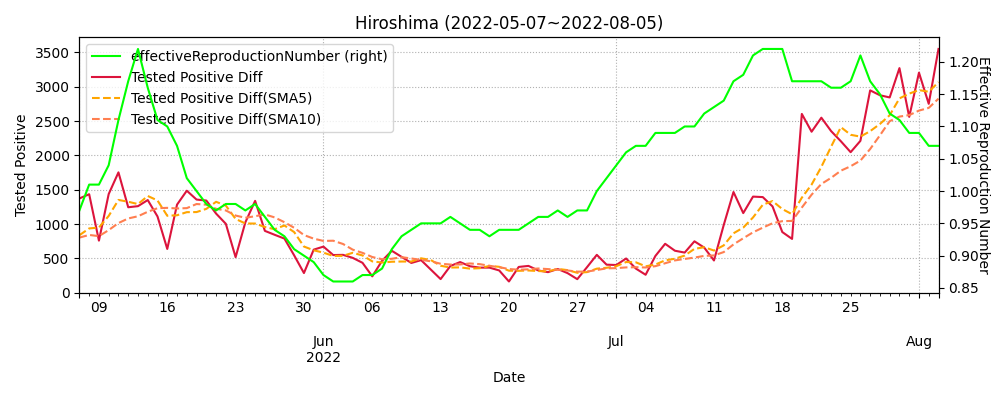 Hiroshima (2022-05-07~2022-08-05)
effectiveReproductionNumber (right)
Tested Positive Diff
Tested Positive Diff(SMA5)
Tested Positive Diff(SMA10)
Tested Positive
3500
3000
2500
2000
1500
1000
500
0
1.20
1.15
1.10
1.05
1.00
0.95
0.90
0.85
Effective Reproduction Number
09 16 23 30 06 13 20 27 04 11 18 25
Jun Jul Aug
2022
Date